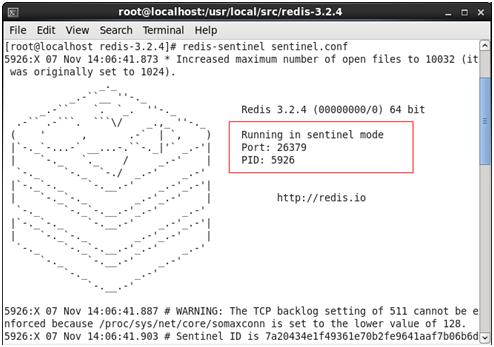 root@localhost:/usr/local/src/redis-3.2.4
File Edit View Search Terminal Help
[root@localhost redis-3.2.4]# redis-sentinel sentinel.conf
5926:X 07 Nov 14:06:41.873 * Increased maximum number of open files to 10032 (it
was originally set to 1024).
Redis 3.2.4 (00000000/0) 64 bit
Running in sentinel mode
Port: 26379
PID: 5926
http://redis.io
5926:X 07 Nov 14:06:41.887 # WARNING: The TCP backlog setting of 511 cannot be e
nforced because /proc/sys/net/core/somaxconn is set to the lower value of 128.
5926:X 07 Nov 14:06:41.903 # Sentinel ID is 7a20434e1f49361e70b2fe9641aaf7b06b6d